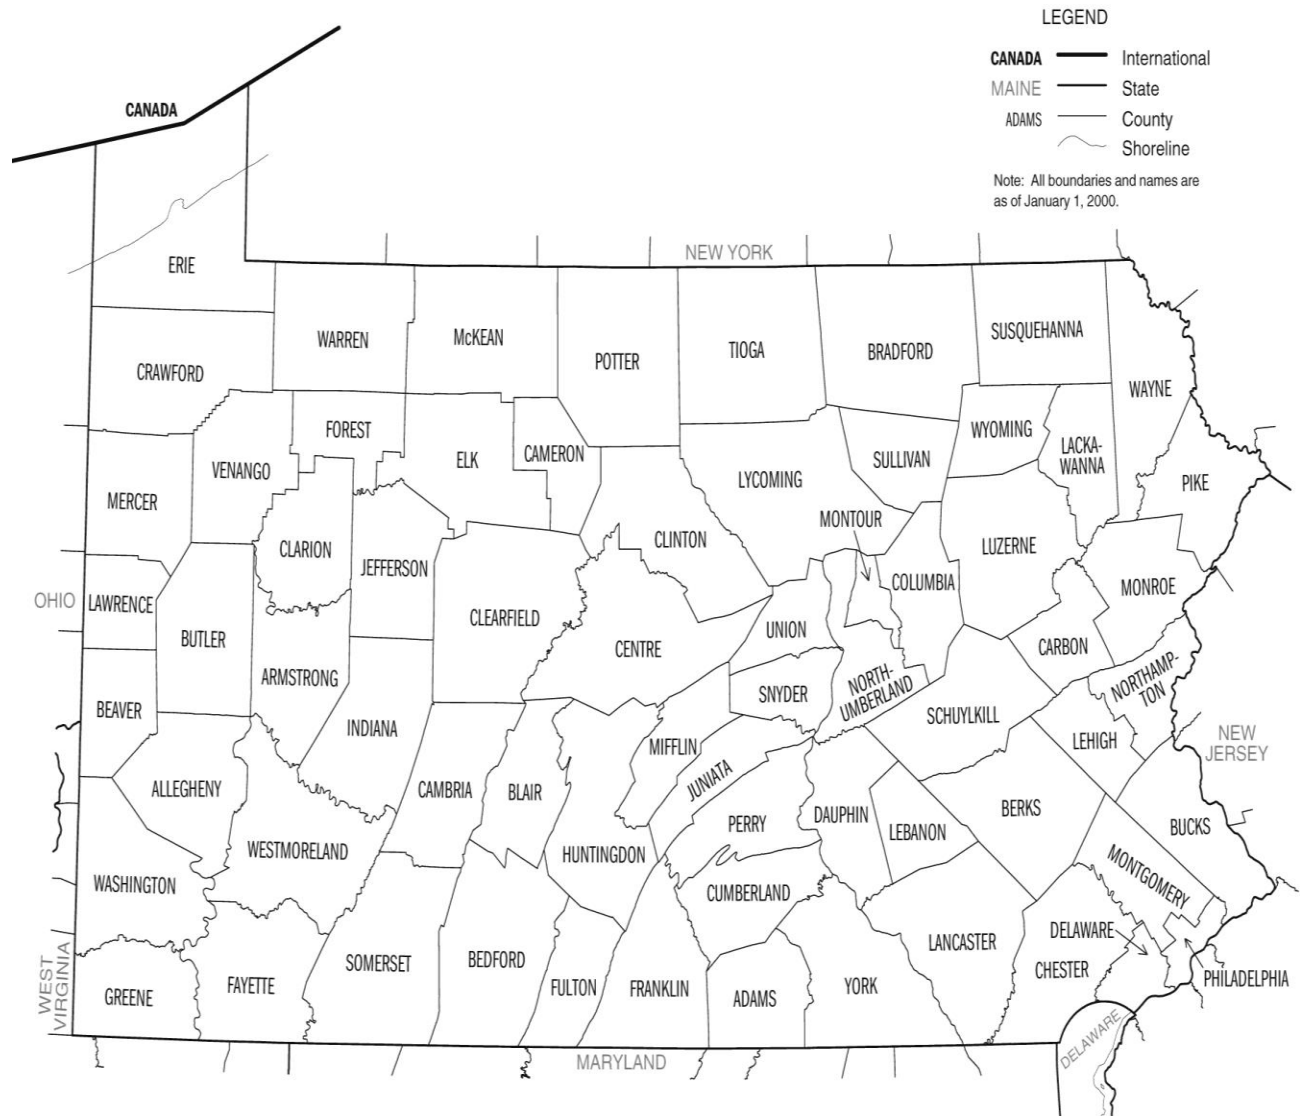 LEGEND
CANADA International
MAINE State
ADAMS County
Shoreline
Note: All boundaries and names are
as of January 1, 2000.
CANADA
NEW YORK
ERIE
WARREN
McKEAN
POTTER
TIOGA
BRADFORD
SUSQUEHANNA
CRAWFORD
WAYNE
FOREST
WYOMING
VENANGO
ELK
CAMERON
LYCOMING
SULLIVAN
LACKA-
WANNA
MERCER
PIKE
MONTOUR
CLARION
CLINTON
LUZERNE
JEFFERSON
COLUMBIA
MONROE
OHIO
LAWRENCE
BUTLER
CLEARFIELD
CENTRE
UNION
CARBON
ARMSTRONG
SNYDER
NORTH-
UMBERLAND
NORTHAMP-
TON
BEAVER
INDIANA
SCHUYLKILL
MIFFLIN
LEHIGH
NEW
JERSEY
ALLEGHENY
CAMBRIA
BLAIR
JUNIATA
DAUPHIN
BERKS
PERRY
LEBANON
BUCKS
WESTMORELAND
HUNTINGDON
MONTGOMERY
WASHINGTON
CUMBERLAND
WEST
VIRGINIA
GREENE
FAYETTE
SOMERSET
BEDFORD
FULTON
FRANKLIN
ADAMS
YORK
LANCASTER
DELAWARE
CHESTER
PHILADELPHIA
MARYLAND
DELAWARE